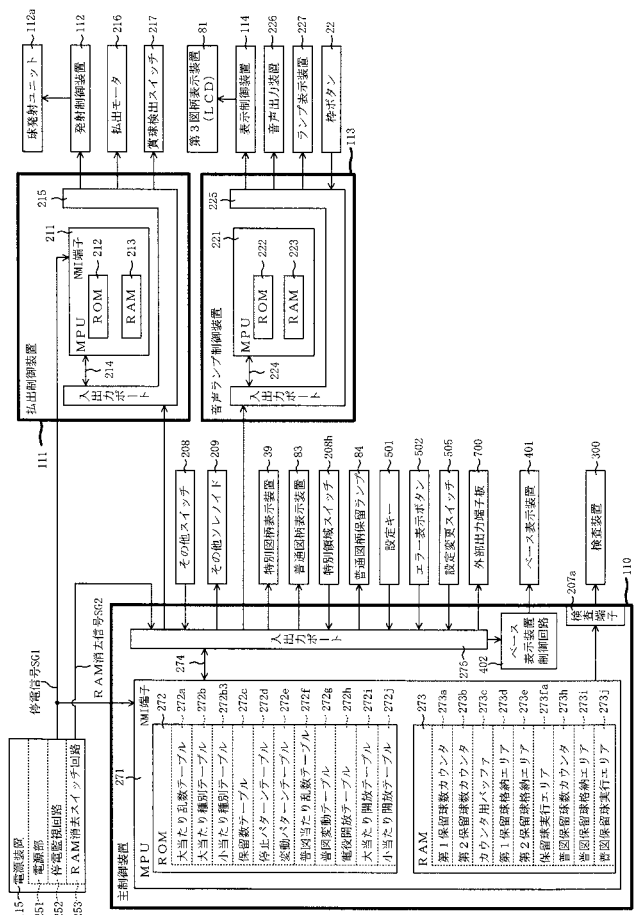 115
電源装置
251
電源部
252
停電監視回路
253
RAM消去スイッチ回路
停電信号SG1
RAM消去信号SG2
111
払出制御装置
211
MPU
NMI端子
ROM
212
RAM
213
214
入出力ポート
215
球発射ユニット
112a
発射制御装置
112
払出モータ
216
賞球検出スイッチ
217
音声ランプ制御装置
113
221
MPU
ROM
222
RAM
223
224
入出力ポート
225
第3図柄表示装置
(LCD)
81
表示制御装置
114
音声出力装置
226
ランプ表示装置
227
枠ボタン
22
主制御装置
110
271
MPU
NMI端子
ROM
272
大当たり乱数テーブル
272a
大当たり種別テーブル
272b
小当たり種別テーブル
272b3
保留数テーブル
272c
停止パターンテーブル
272d
変動パターンテーブル
272e
普図当たり乱数テーブル
272f
普図変動テーブル
272g
電役開放テーブル
272h
大当たり開放テーブル
272i
小当たり開放テーブル
272j
RAM
273
第1保留球数カウンタ
273a
第2保留球数カウンタ
273b
カウンタ用バッファ
273c
第1保留球格納エリア
273d
第2保留球格納エリア
273e
保留球実行エリア
273fa
普図保留球数カウンタ
273h
普図保留球格納エリア
273i
普図保留球実行エリア
273j
274
入出力ポート
275
402
ベース
表示装置
制御回路
207a
検査
端子
その他スイッチ
208
その他ソレノイド
209
特別図柄表示装置
39
普通図柄表示装置
83
特別領域スイッチ
208h
普通図柄保留ランプ
84
設定キー
501
エラー表示ボタン
502
設定変更スイッチ
505
外部出力端子板
700
ベース表示装置
401
検査装置
300